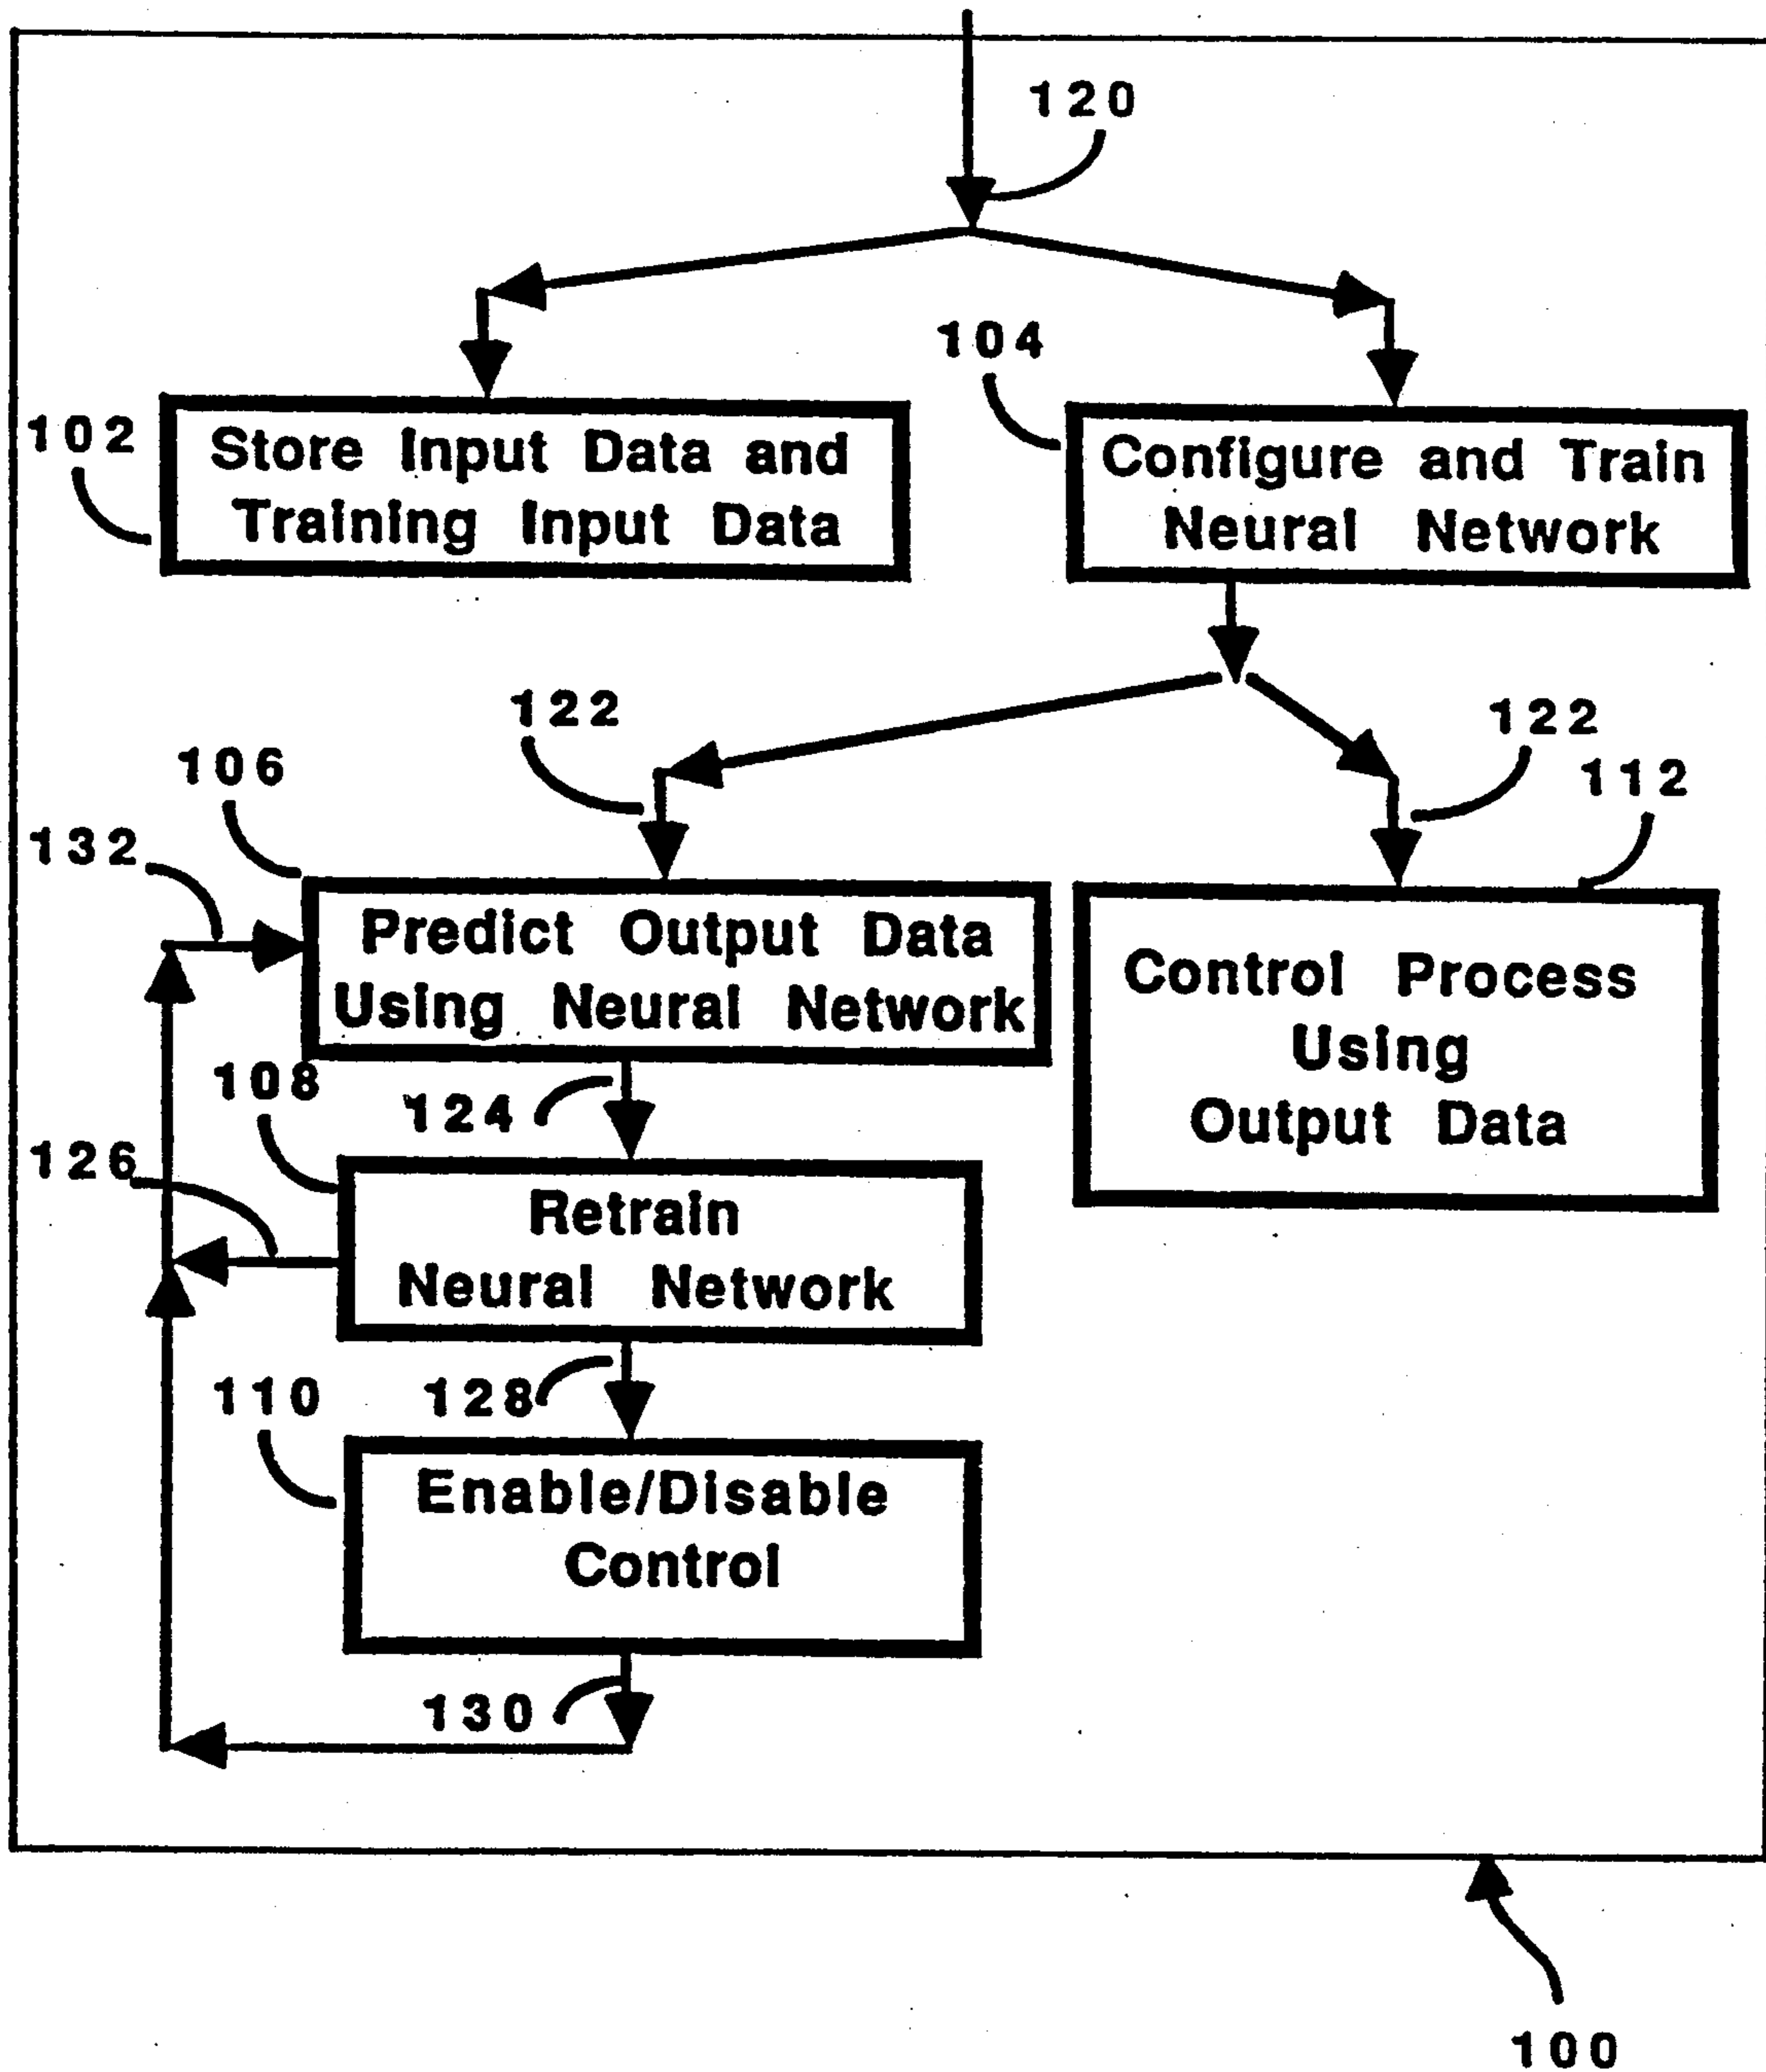 120
104
102
Store Input Data and
Training Input Data
Configure and Train
Neural Network
122
122
106
112
132
Predict Output Data
Using Neural Network
Control Process
Using
Output Data
108
124
126
Retrain
Neural Network
110
128
Enable/Disable
Control
130
100